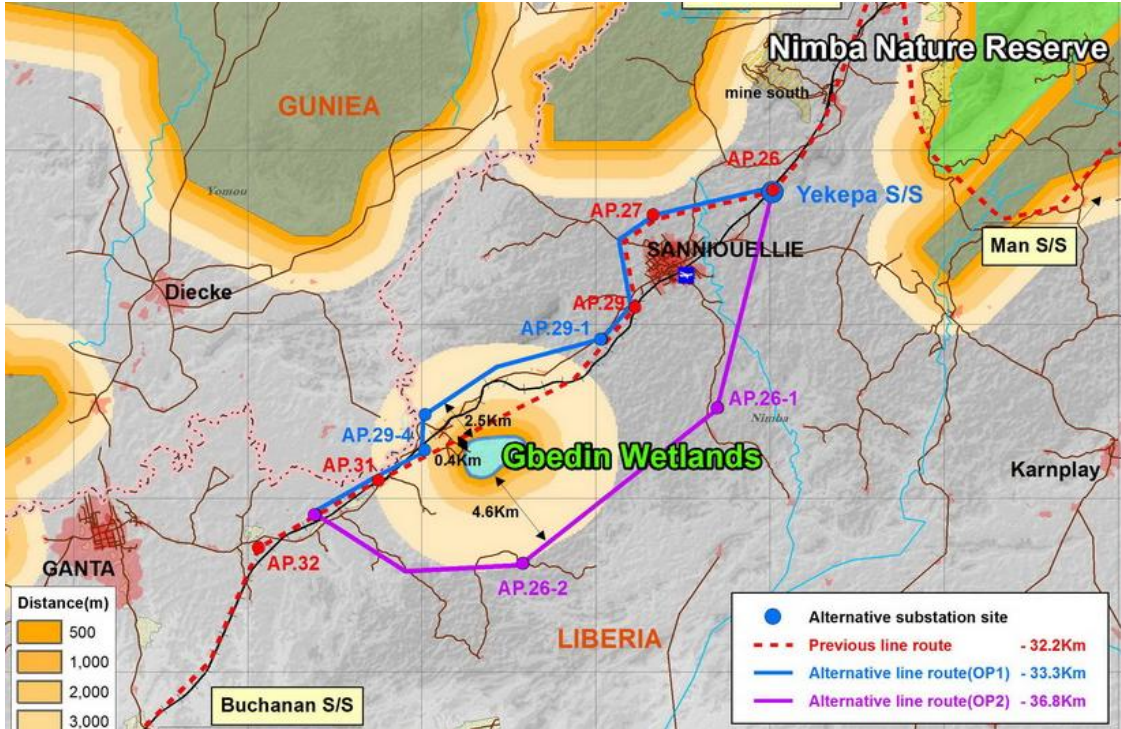 Nimba Nature Reserve
GUNIEA
mine south
AP.26
Yomou
AP.27
Yekepa S/S
SANNIOUELLIE
Man S/S
Diecke
AP.29
AP.29-1
AP.26-1
Nimba
2.5Km
AP.29-4
0.4Km
Gbedin Wetlands
AP.31
Karnplay
4.6Km
AP.32
GANTA
AP.26-2
LIBERIA
Distance(m)
500
1,000
2,000
3,000
Buchanan S/S
Alternative substation site
Previous line route - 32.2Km
Alternative line route(OP1) - 33.3Km
Alternative line route(OP2) - 36.8Km